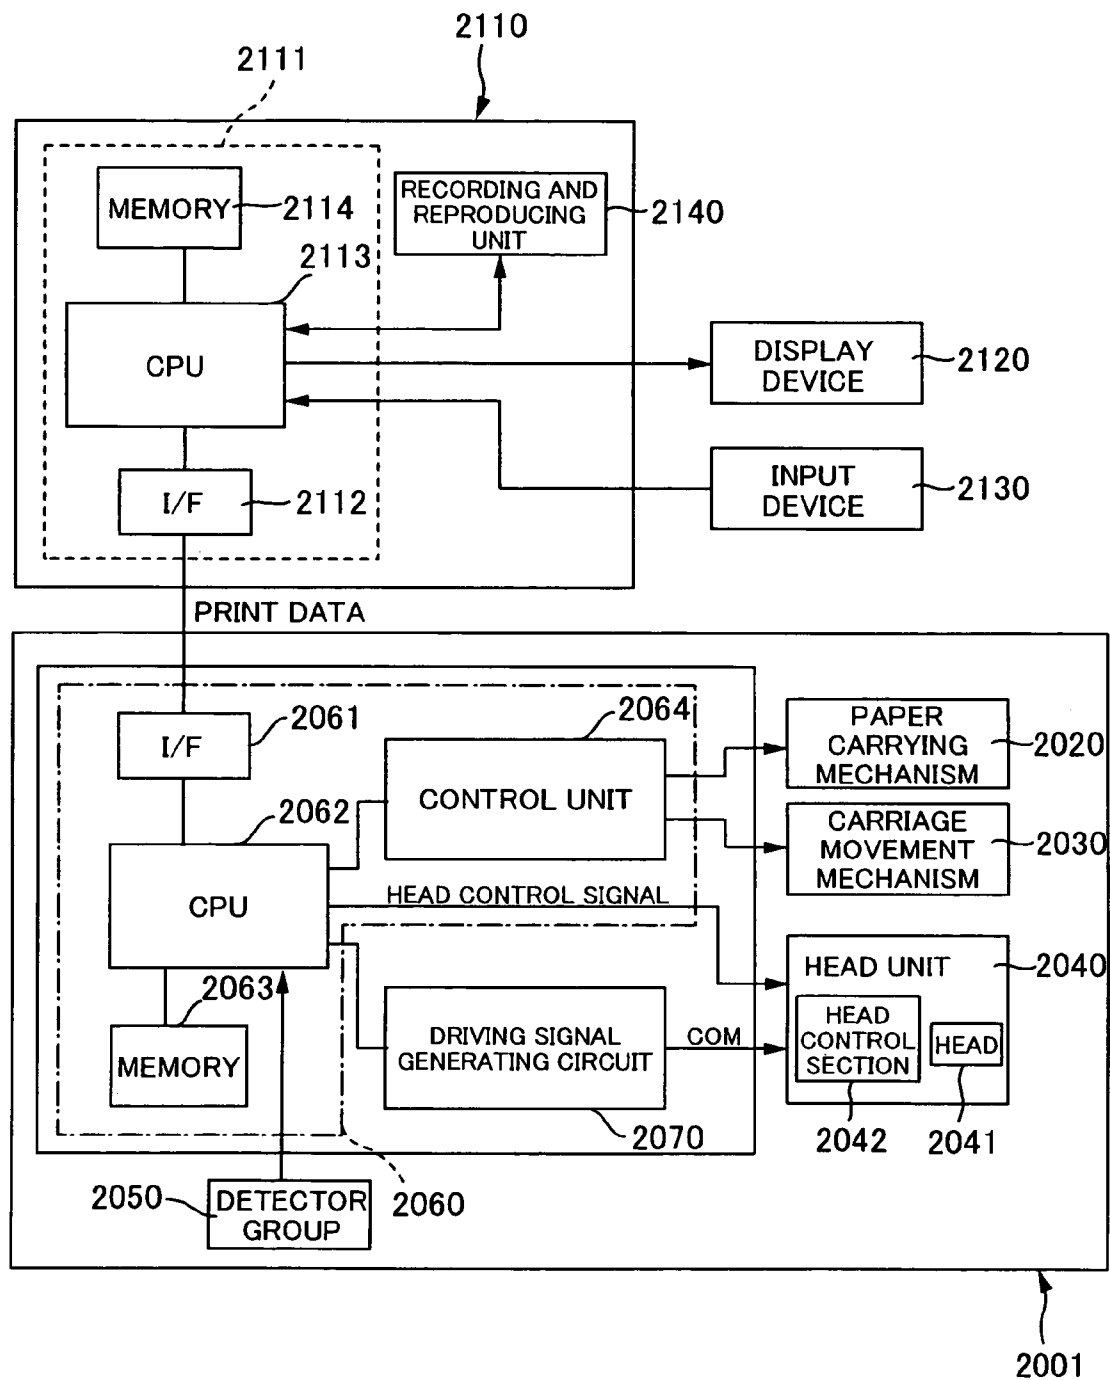 2110
2111
MEMORY
2114
RECORDING AND
REPRODUCING
UNIT
2140
2113
CPU
DISPLAY
DEVICE
2120
I/F
2112
INPUT
DEVICE
2130
PRINT DATA
I/F
2061
2064
CONTROL UNIT
PAPER
CARRYING
MECHANISM
2020
2062
CPU
CARRIAGE
MOVEMENT
MECHANISM
2030
HEAD CONTROL SIGNAL
HEAD UNIT
2040
2063
MEMORY
DRIVING SIGNAL
GENERATING CIRCUIT
COM
HEAD
CONTROL
SECTION
HEAD
2070
2042
2041
2050
DETECTOR
GROUP
2060
2001